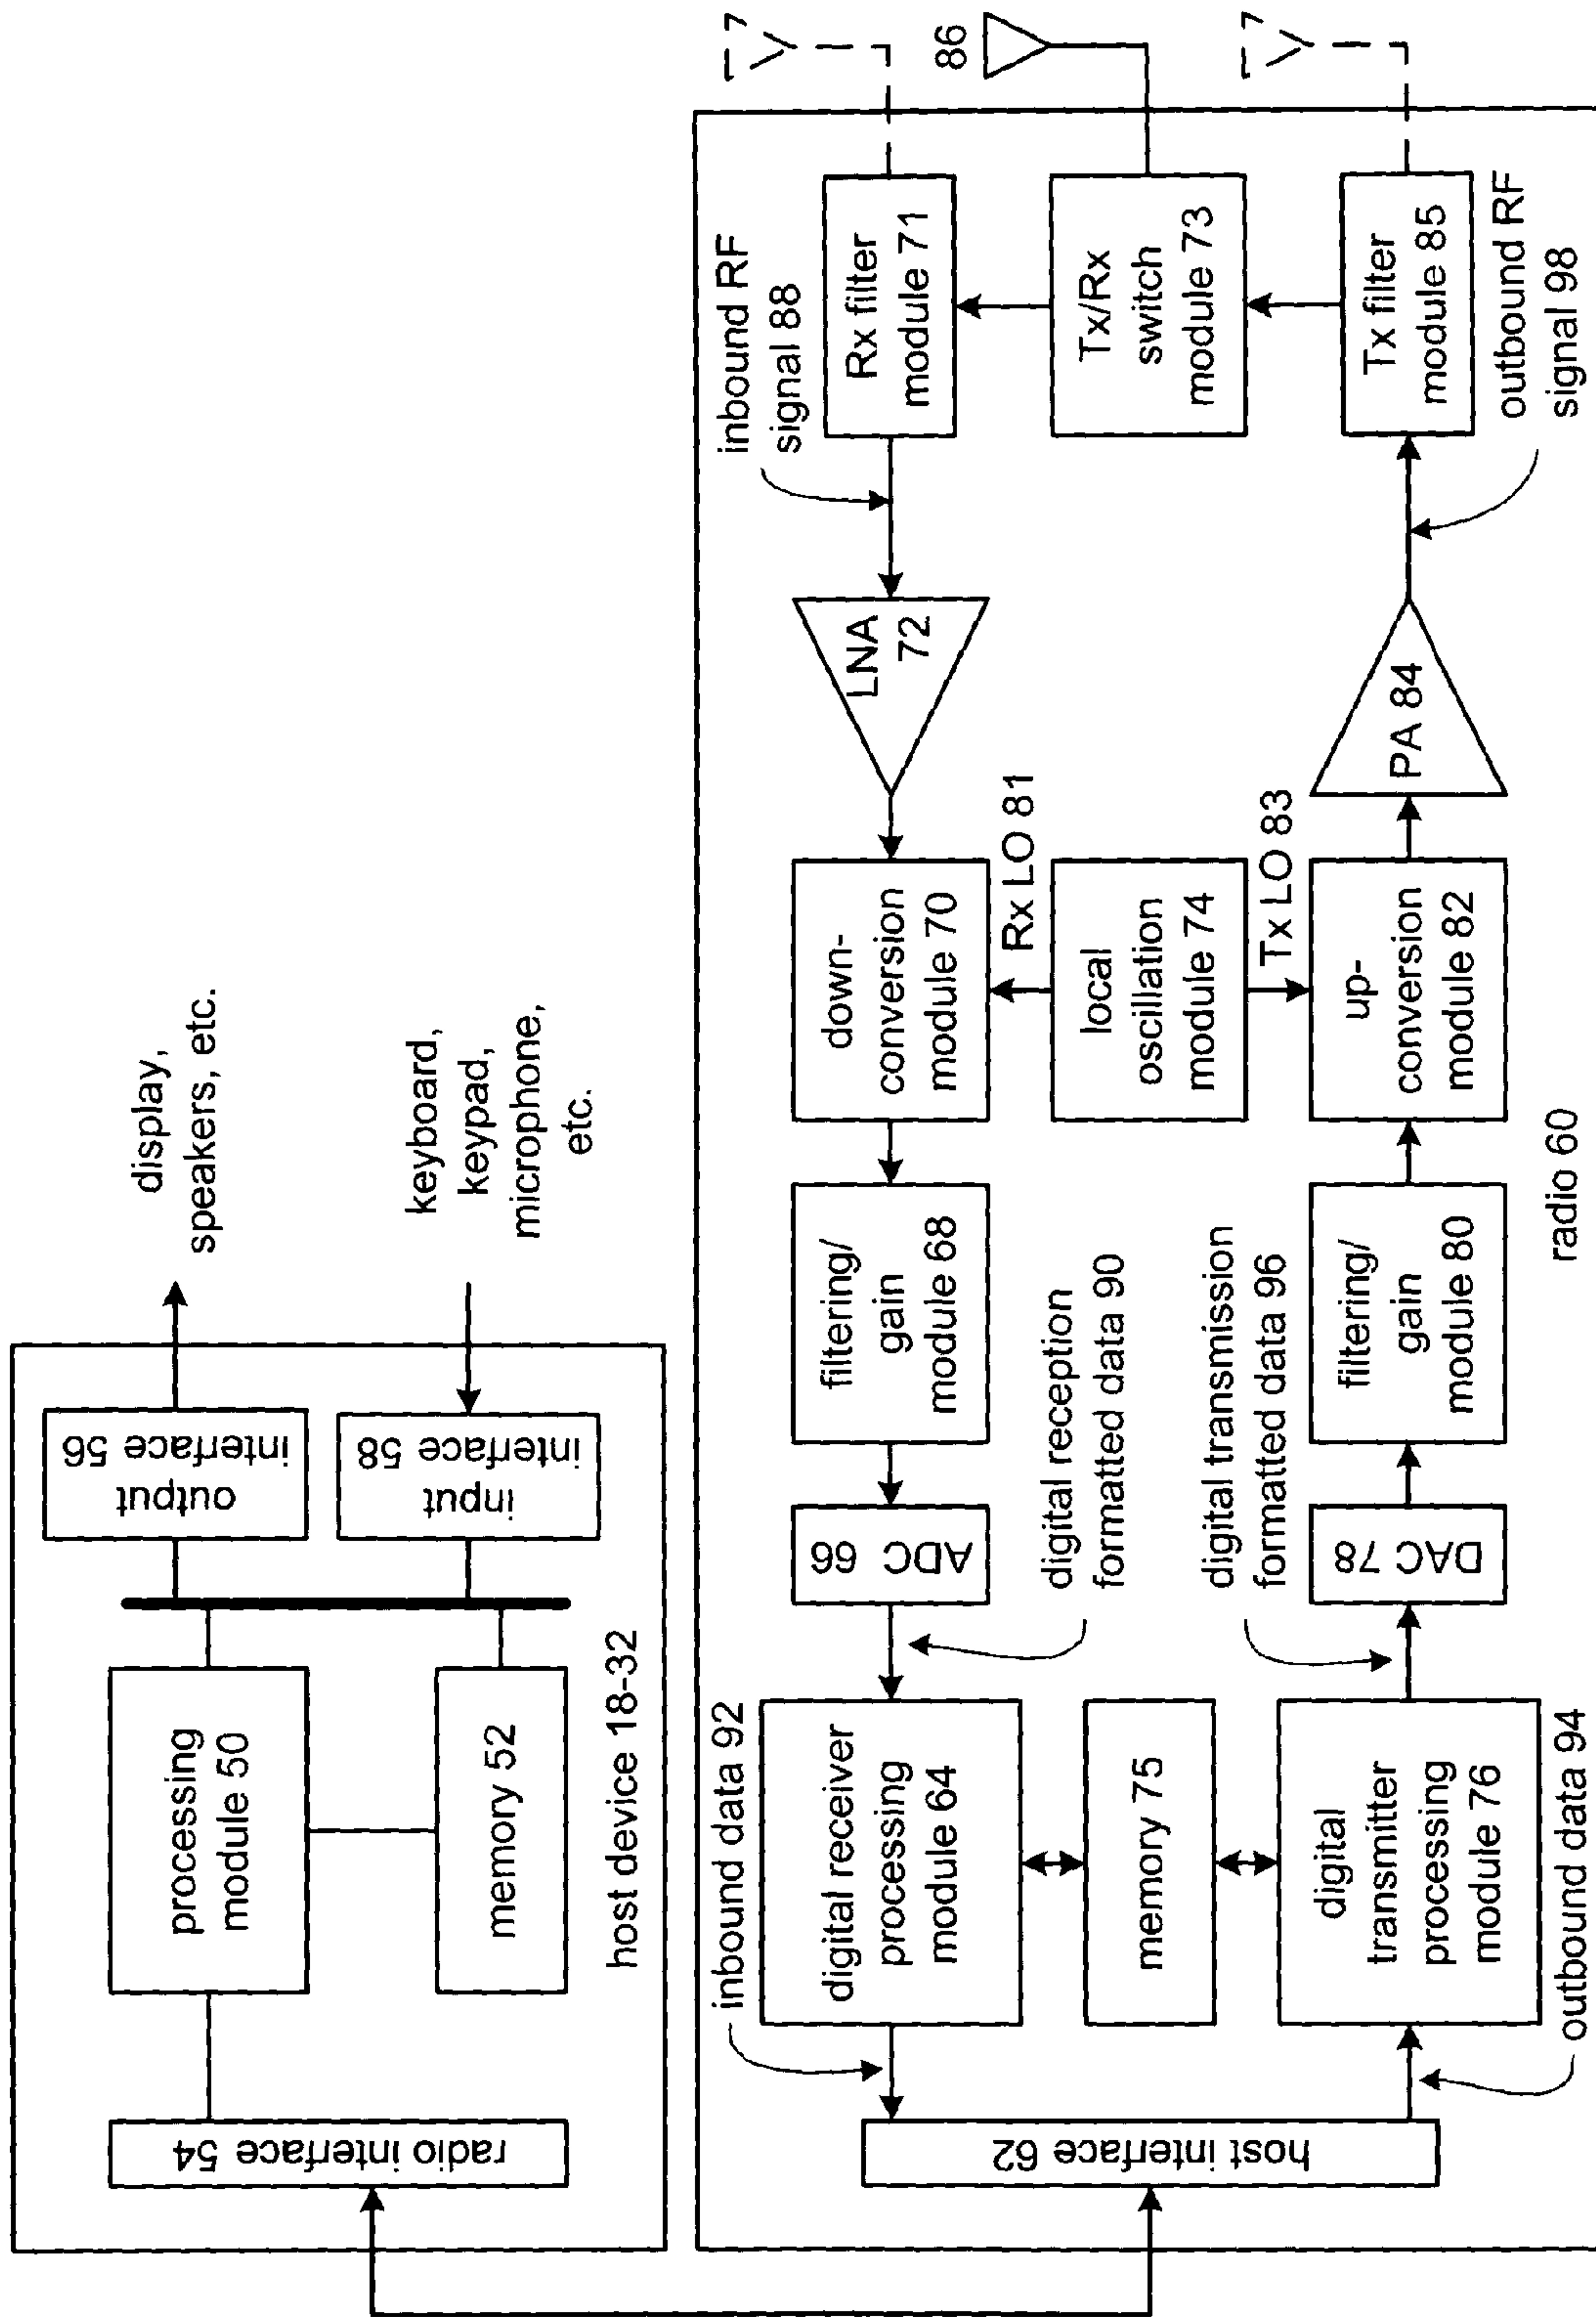 radio interface 54
processing
module 50
memory 52
output
interface 56
input
interface 58
display,
speakers, etc.
keyboard,
keypad,
microphone,
etc.
host device 18-32
inbound data 92
digital receiver
processing
module 64
ADC 66
filtering/
gain
module 68
down-
conversion
module 70
LNA
72
inbound RF
signal 88
Rx filter
module 71
host interface 62
memory 75
digital reception
formatted data 90
digital transmission
formatted data 96
Rx LO 81
local
oscillation
module 74
Tx LO 83
Tx/Rx
switch
module 73
86
digital
transmitter
processing
module 76
DAC 78
filtering/
gain
module 80
up-
conversion
module 82
PA 84
Tx filter
module 85
outbound data 94
radio 60
outbound RF
signal 98